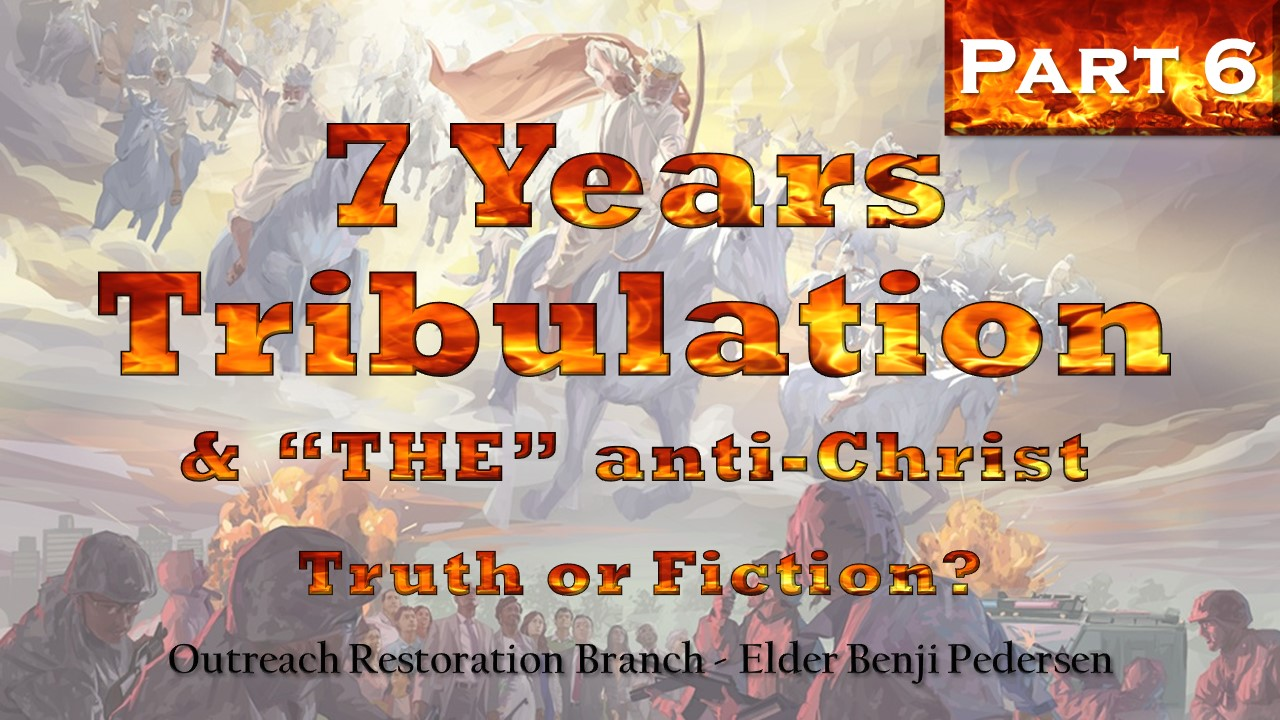 Part 6
7 Years
Tribulation
& “THE” anti-Christ
Truth or Fiction?
Outreach Restoration Branch - Elder Benji Pedersen